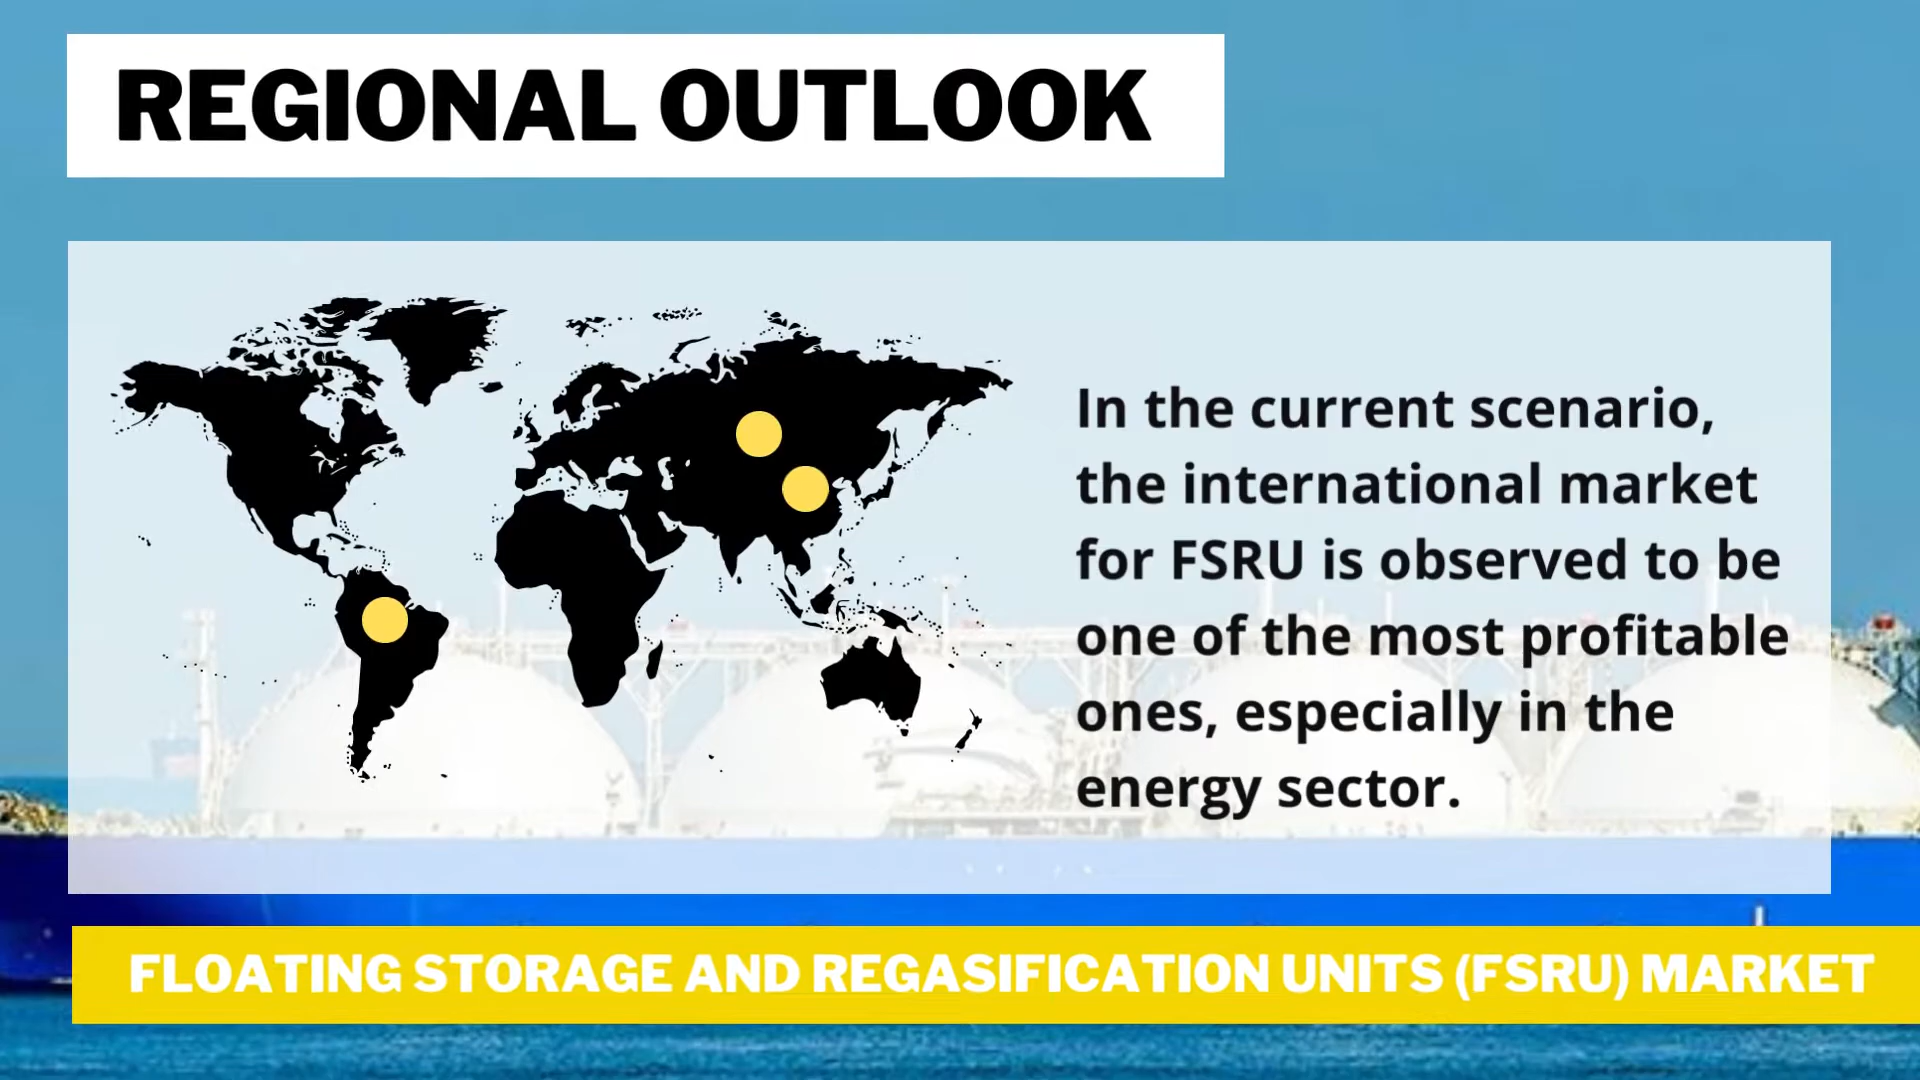 REGIONAL OUTLOOK
In the current scenario,
the international market
for FSRU is observed to be
one of the most profitable
ones, especially in the
energy sector.
FLOATING STORAGE AND REGASIFICATION UNITS (FSRU) MARKET